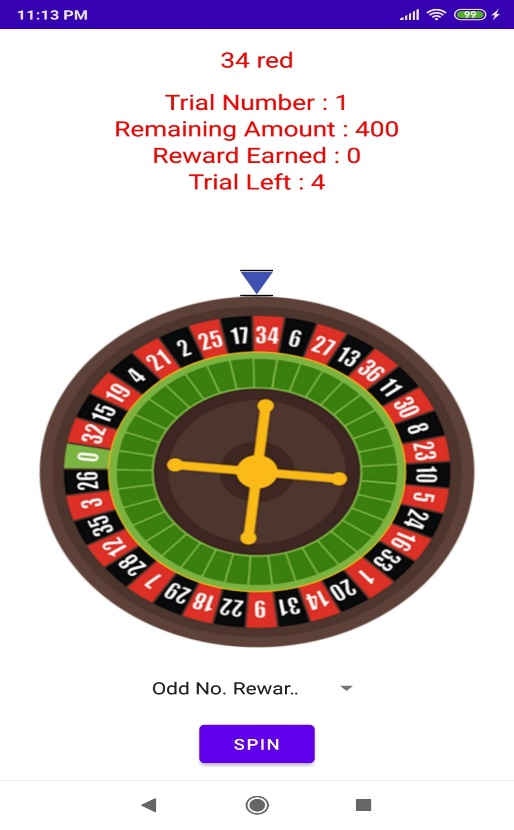 11:13 PM
99
34 red
Trial Number : 1
Remaining Amount : 400
Reward Earned : 0
Trial Left : 4
34 6 27 13 36 11 30 8 23 10 5 24 16 33 1 20 14 31 9 22 18 29 7 28 12 35 3 26 0 32 15 19 4 21 2 25 17
Odd No. Rewar..
SPIN